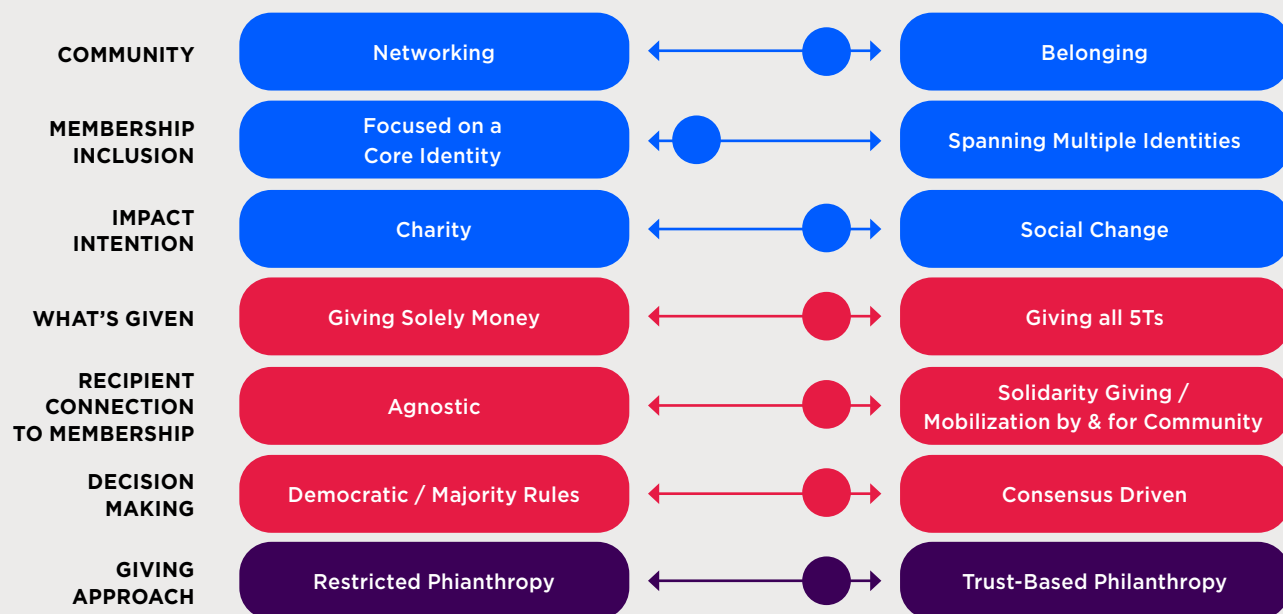 COMMUNITY
Networking
Belonging
MEMBERSHIP
INCLUSION
Focused on a
Core Identity
Spanning Multiple Identities
IMPACT
INTENTION
Charity
Social Change
WHAT'S GIVEN
Giving Solely Money
Giving all 5Ts
RECIPIENT
CONNECTION
TO MEMBERSHIP
Agnostic
Solidarity Giving /
Mobilization by & for Community
DECISION
MAKING
Democratic / Majority Rules
Consensus Driven
GIVING
APPROACH
Restricted Phianthropy
Trust-Based Philanthropy